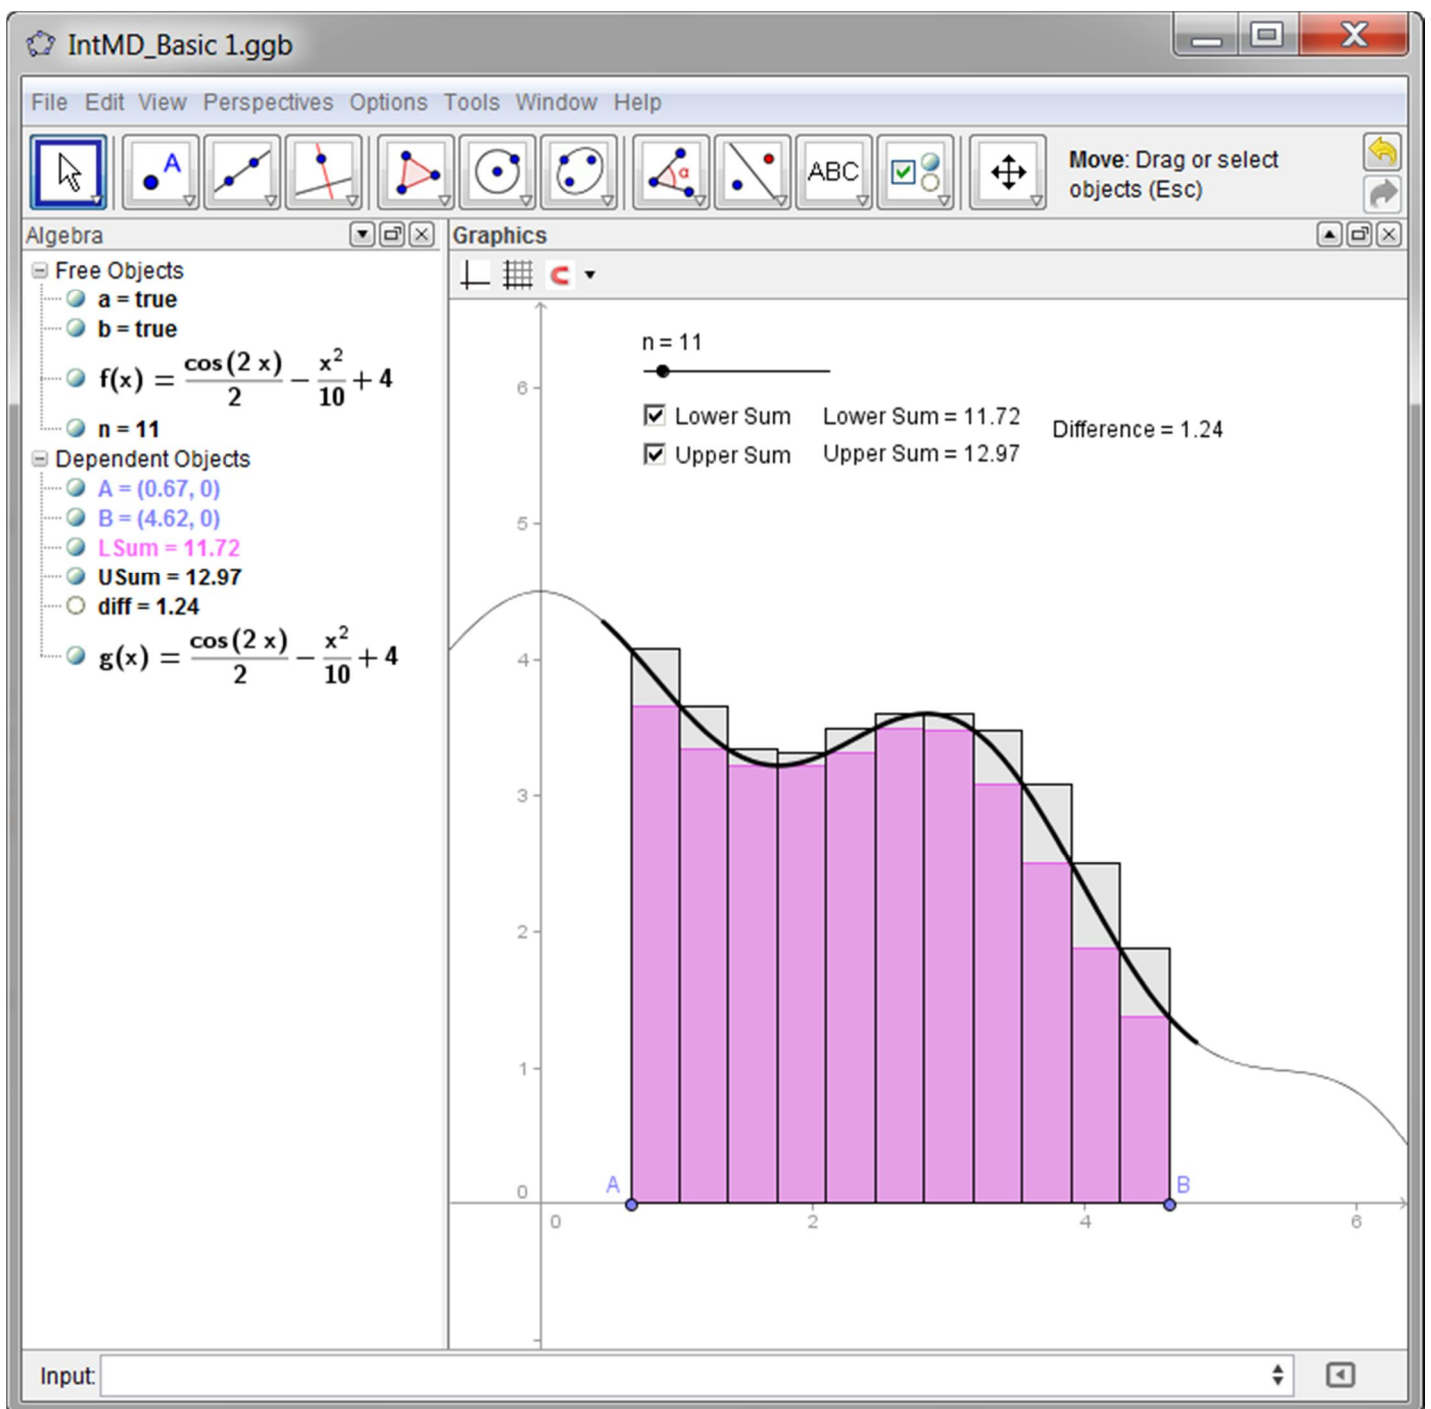 IntMD_Basic 1.ggb
File Edit View Perspectives Options Tools Window Help
A
α
ABC
Move: Drag or select
objects (Esc)
Algebra
Graphics
Free Objects
a = true
b = true
f(x) = cos(2 x)/2 − x²/10 + 4
n = 11
Dependent Objects
A = (0.67, 0)
B = (4.62, 0)
LSum = 11.72
USum = 12.97
diff = 1.24
g(x) = cos(2 x)/2 − x²/10 + 4
n = 11
Lower Sum Lower Sum = 11.72
Upper Sum Upper Sum = 12.97
Difference = 1.24
6
5
4
3
2
1
0
A
B
0 2 4 6
Input: